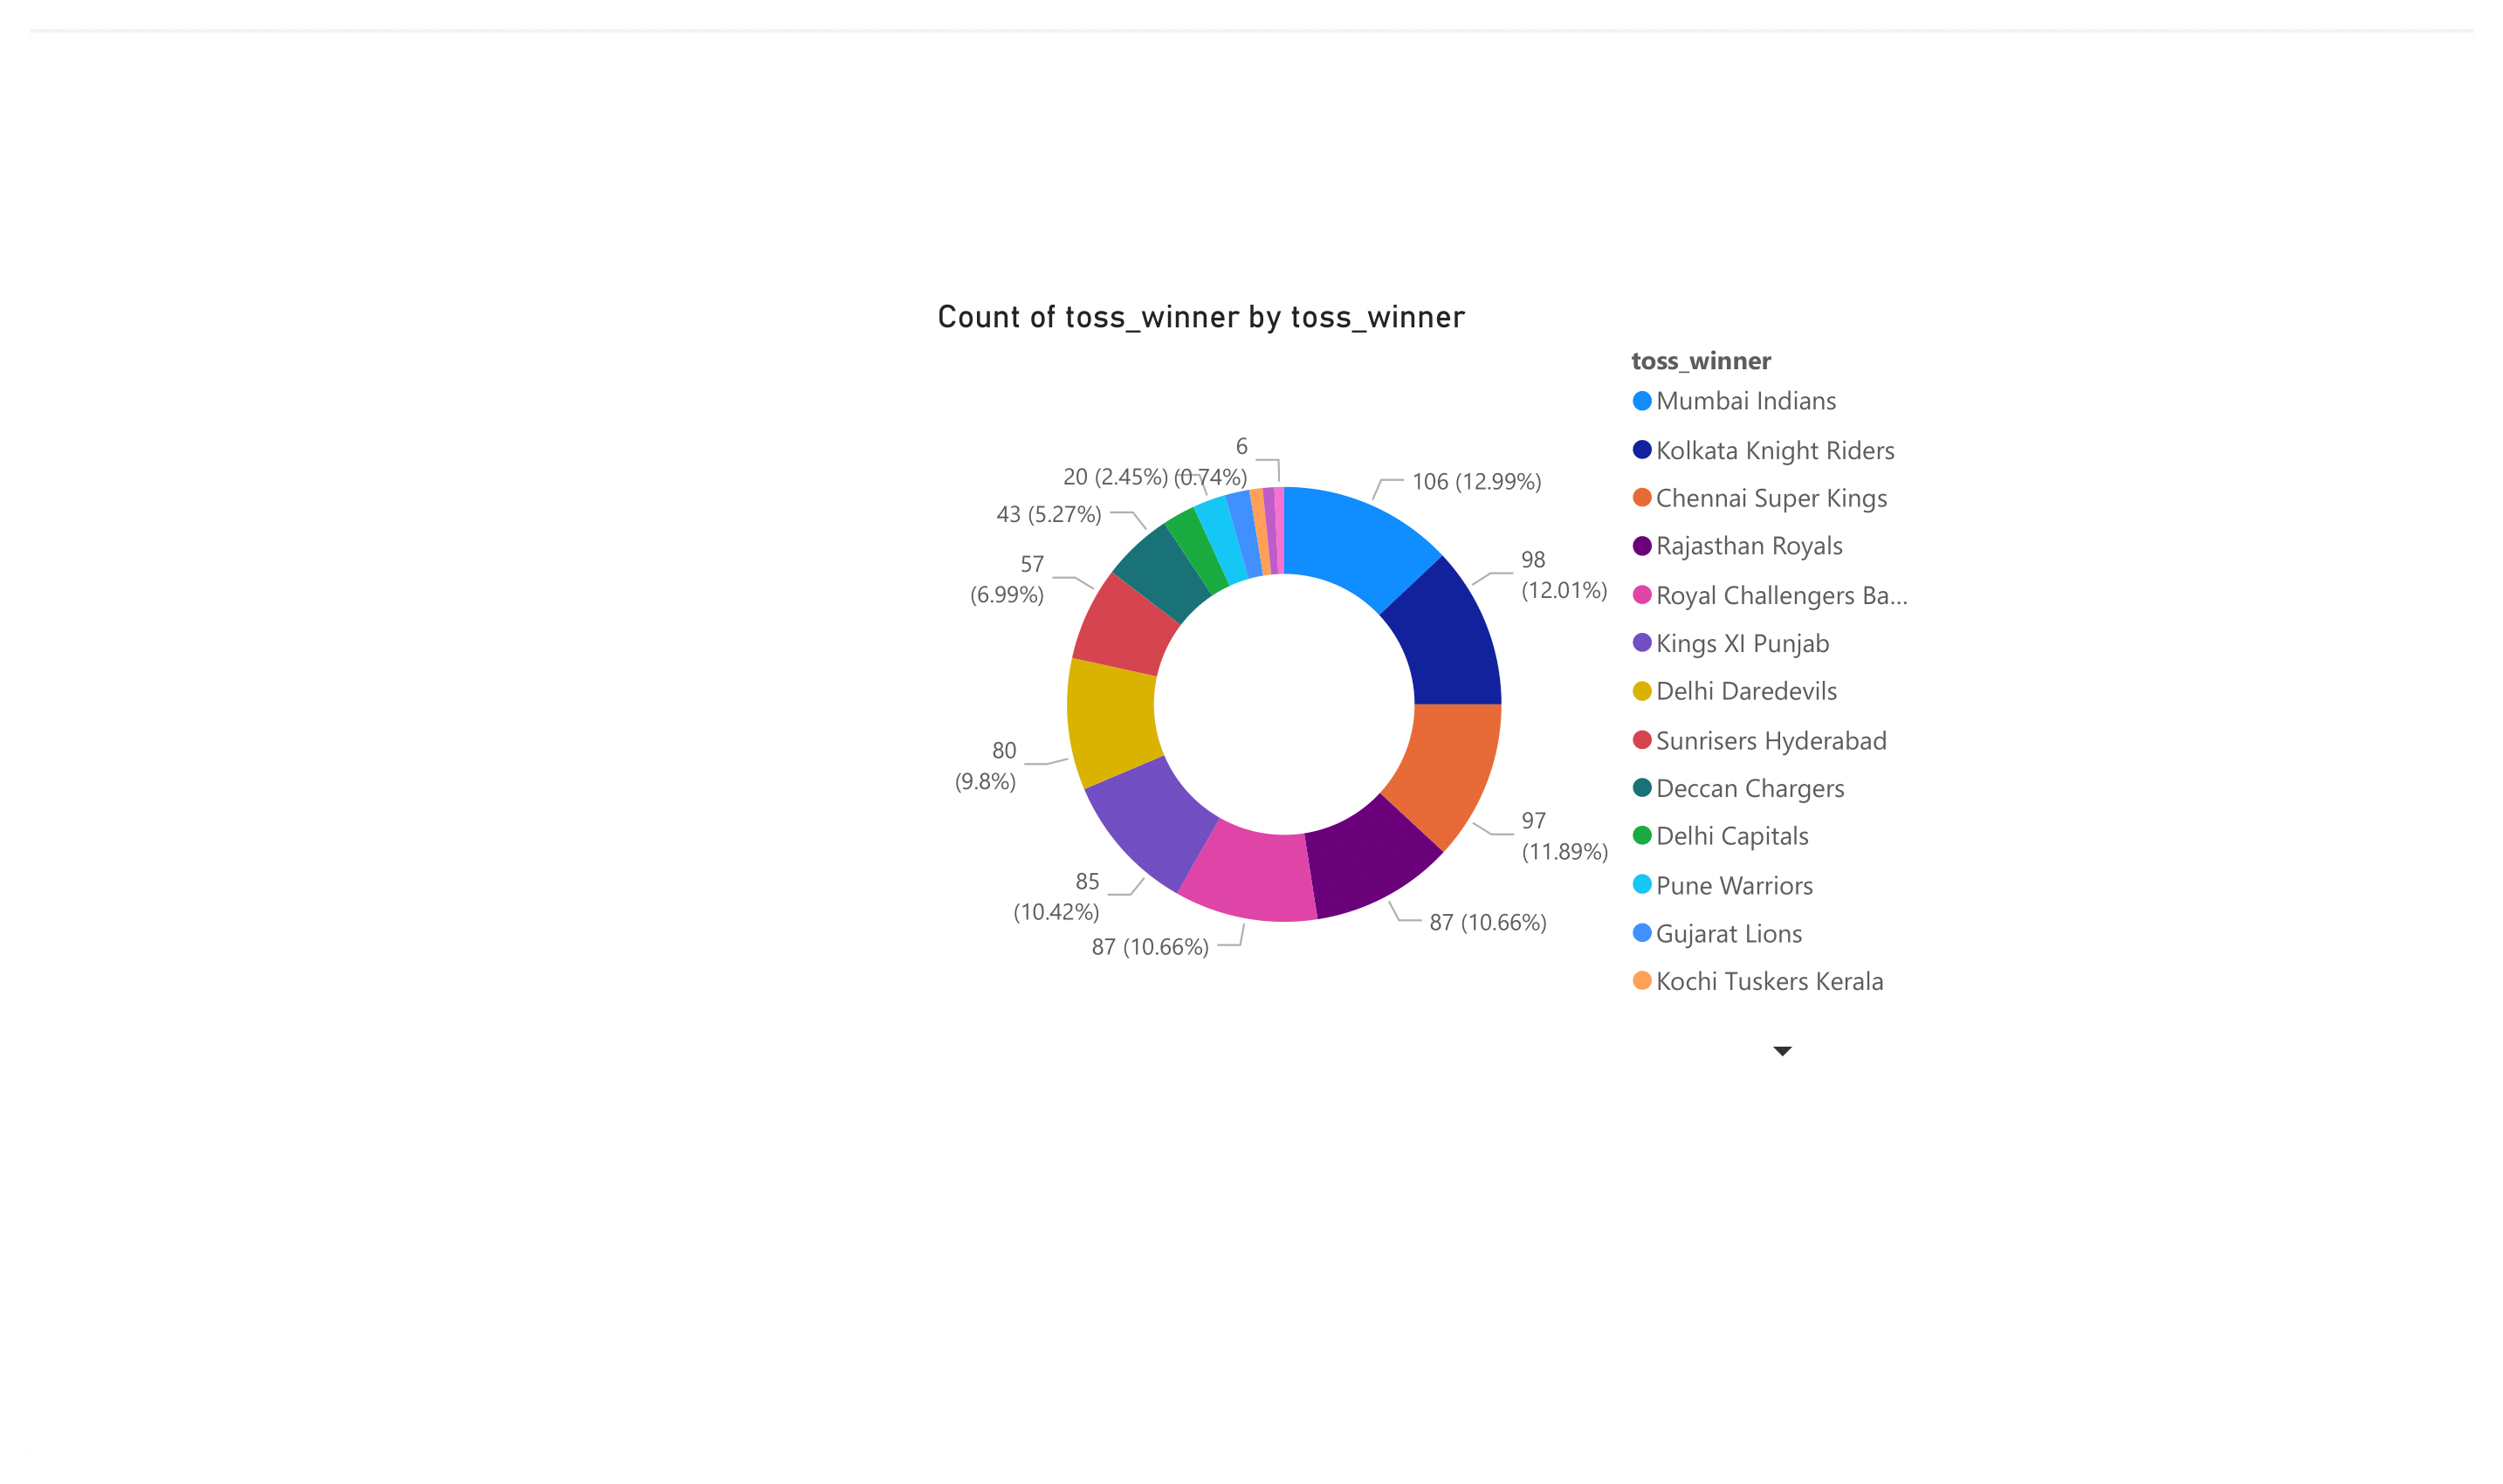 Count of toss_winner by toss_winner
toss_winner
Mumbai Indians
Kolkata Knight Riders
Chennai Super Kings
Rajasthan Royals
Royal Challengers Ba...
Kings XI Punjab
Delhi Daredevils
Sunrisers Hyderabad
Deccan Chargers
Delhi Capitals
Pune Warriors
Gujarat Lions
Kochi Tuskers Kerala
106 (12.99%)
98
(12.01%)
97
(11.89%)
87 (10.66%)
87 (10.66%)
85
(10.42%)
80
(9.8%)
57
(6.99%)
43 (5.27%)
20 (2.45%)
6
(0.74%)